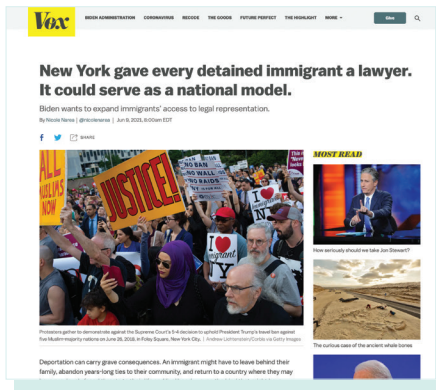 Vox
BIDEN ADMINISTRATION CORONAVIRUS RECODE THE GOODS FUTURE PERFECT THE HIGHLIGHT MORE
Give
New York gave every detained immigrant a lawyer.
It could serve as a national model.
Biden wants to expand immigrants' access to legal representation.
By Nicole Narea | @nicolenarea | Jun 9, 2021, 8:00am EDT
SHARE
ALL
MUSLIMS
NOW
JUSTICE!
NO BAN
NO WALL
NO RAIDS
I
immigrant
NY
I
immigrant
N
MOST READ
How seriously should we take Jon Stewart?
The curious case of the ancient whale bones
Protesters gather to demonstrate against the Supreme Court's 5-4 decision to uphold President Trump's travel ban against
five Muslim-majority nations on June 26, 2018, in Foley Square, New York City. | Andrew Lichtenstein/Corbis via Getty Images
Deportation can carry grave consequences. An immigrant might have to leave behind their
family, abandon years-long ties to their community, and return to a country where they may